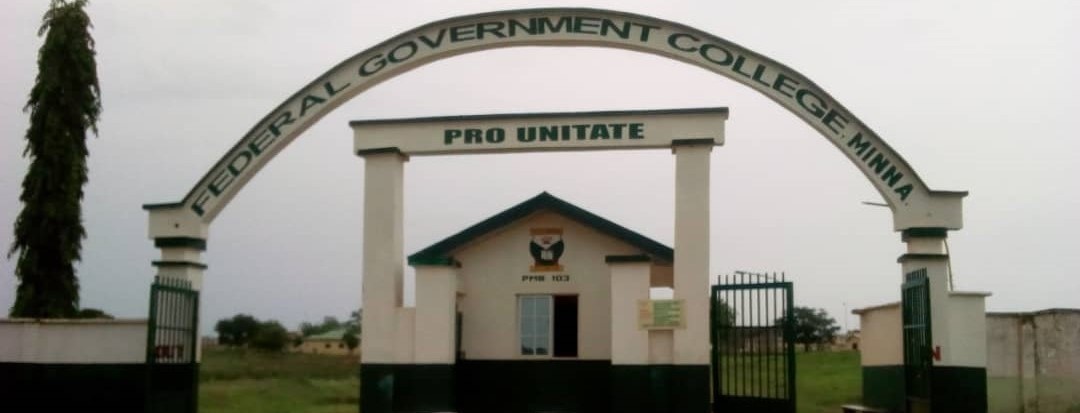 FEDERAL GOVERNMENT COLLEGE, MINNA.
PRO UNITATE
PMB 103